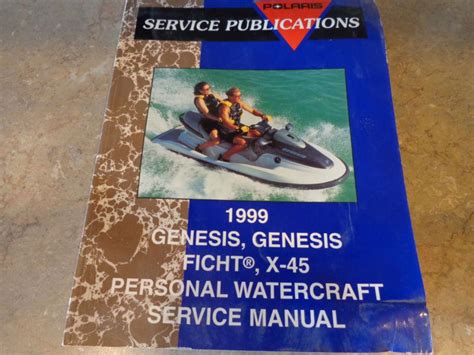 POLARIS
SERVICE PUBLICATIONS
1999
GENESIS, GENESIS
FICHT®, X-45
PERSONAL WATERCRAFT
SERVICE MANUAL